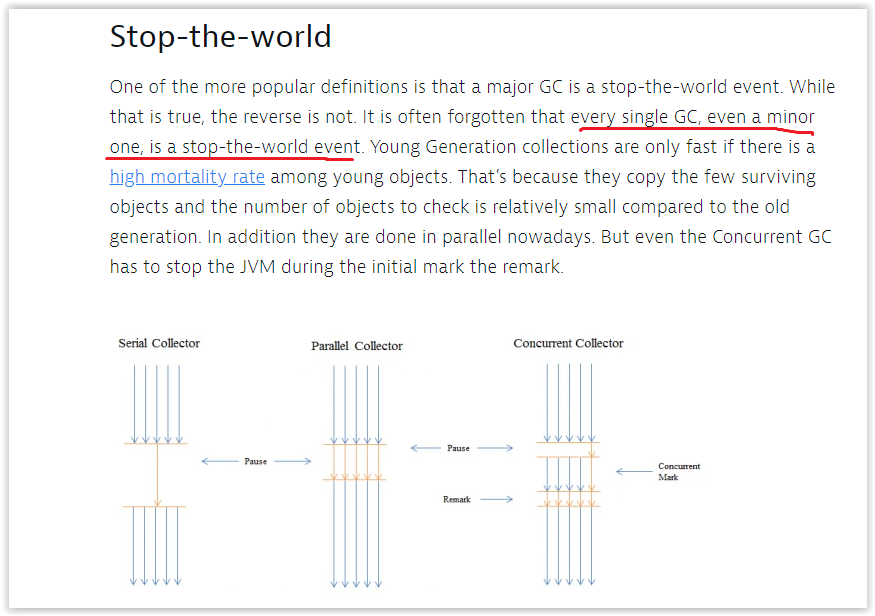 Stop-the-world
One of the more popular definitions is that a major GC is a stop-the-world event. While
that is true, the reverse is not. It is often forgotten that every single GC, even a minor
one, is a stop-the-world event. Young Generation collections are only fast if there is a
high mortality rate among young objects. That’s because they copy the few surviving
objects and the number of objects to check is relatively small compared to the old
generation. In addition they are done in parallel nowadays. But even the Concurrent GC
has to stop the JVM during the initial mark the remark.
Serial Collector
Parallel Collector
Concurrent Collector
Pause
Pause
Concurrent
Mark
Remark